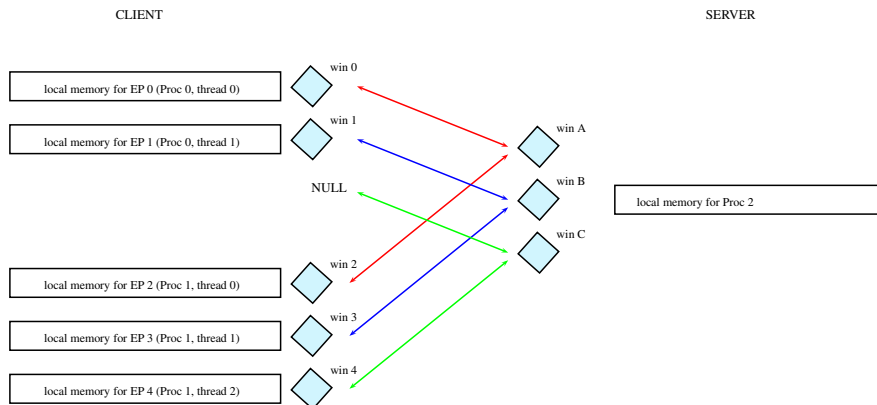 CLIENT
SERVER
win 0
local memory for EP 0 (Proc 0, thread 0)
win 1
local memory for EP 1 (Proc 0, thread 1)
win A
NULL
win B
local memory for Proc 2
win C
win 2
local memory for EP 2 (Proc 1, thread 0)
win 3
local memory for EP 3 (Proc 1, thread 1)
win 4
local memory for EP 4 (Proc 1, thread 2)